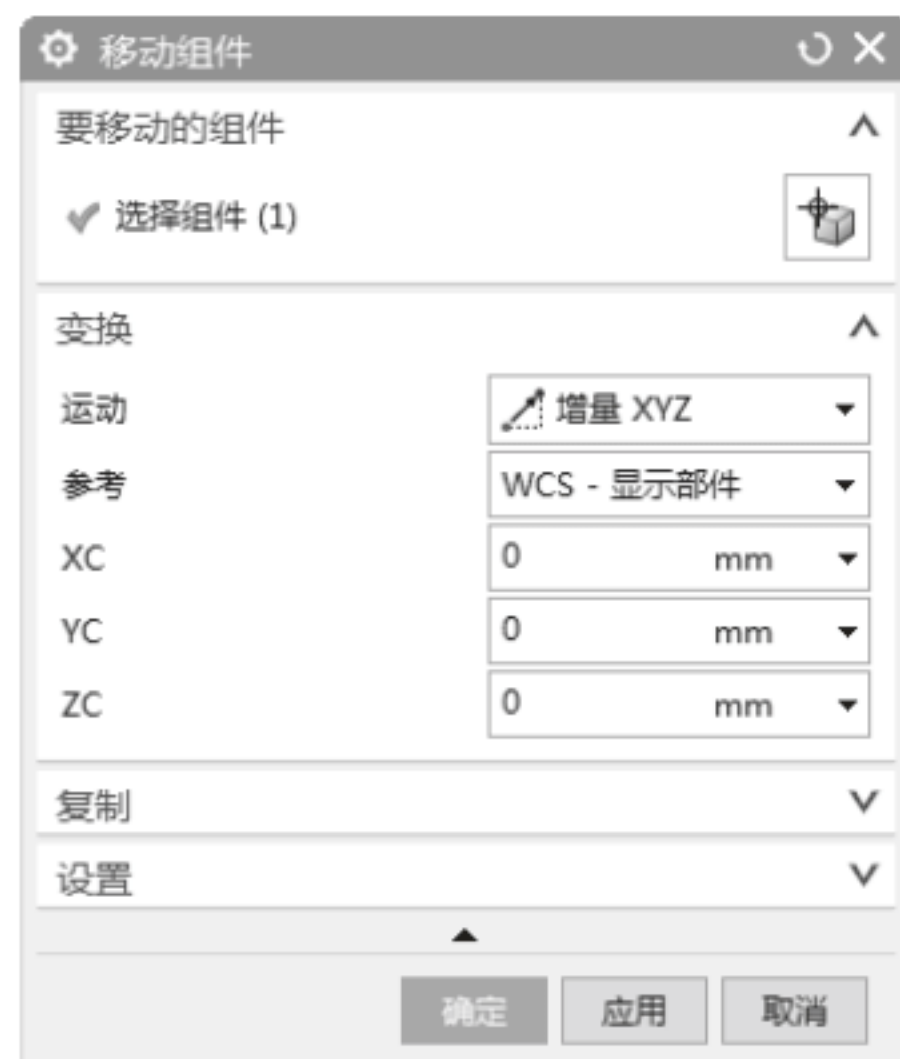 移动组件
要移动的组件
选择组件 (1)
变换
运动 增量 XYZ
参考 WCS - 显示部件
XC 0 mm
YC 0 mm
ZC 0 mm
复制
设置
确定 应用 取消